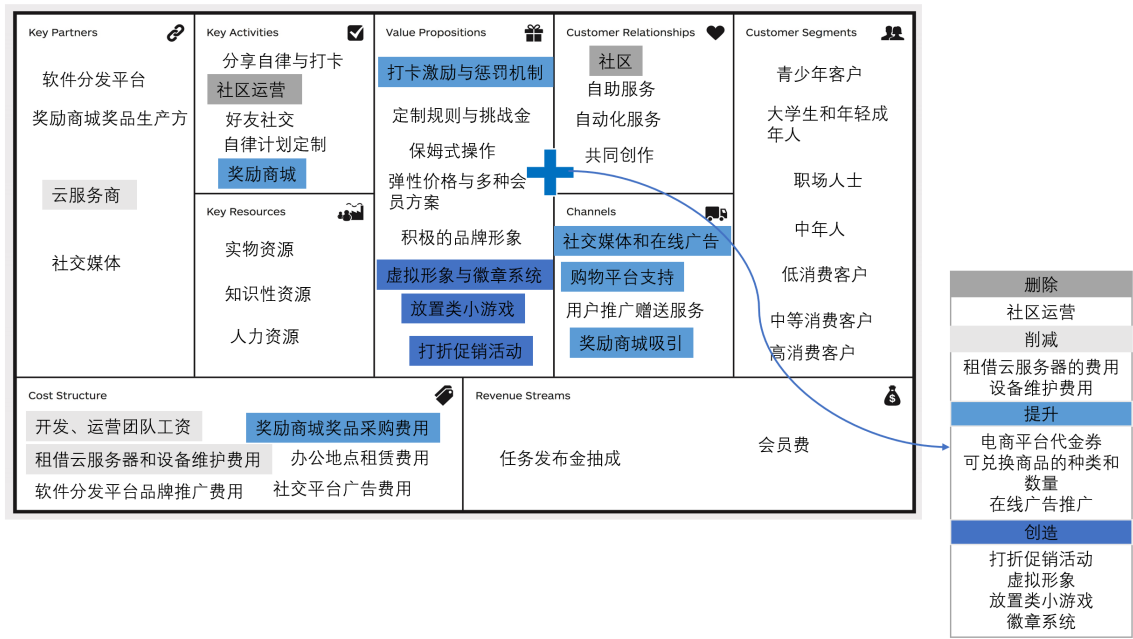 Key Partners
软件分发平台
奖励商城奖品生产方
云服务商
社交媒体
Key Activities
分享自律与打卡
社区运营
好友社交
自律计划定制
奖励商城
Key Resources
实物资源
知识性资源
人力资源
Value Propositions
打卡激励与惩罚机制
定制规则与挑战金
保姆式操作
弹性价格与多种会
员方案
积极的品牌形象
虚拟形象与徽章系统
放置类小游戏
打折促销活动
Customer Relationships
社区
自助服务
自动化服务
共同创作
Channels
社交媒体和在线广告
购物平台支持
用户推广赠送服务
奖励商城吸引
Customer Segments
青少年客户
大学生和年轻成
年人
职场人士
中年人
低消费客户
中等消费客户
高消费客户
Cost Structure
开发、运营团队工资
奖励商城奖品采购费用
租借云服务器和设备维护费用
办公地点租赁费用
软件分发平台品牌推广费用
社交平台广告费用
Revenue Streams
任务发布金抽成
会员费
删除
社区运营
削减
租借云服务器的费用
设备维护费用
提升
电商平台代金券
可兑换商品的种类和
数量
在线广告推广
创造
打折促销活动
虚拟形象
放置类小游戏
徽章系统